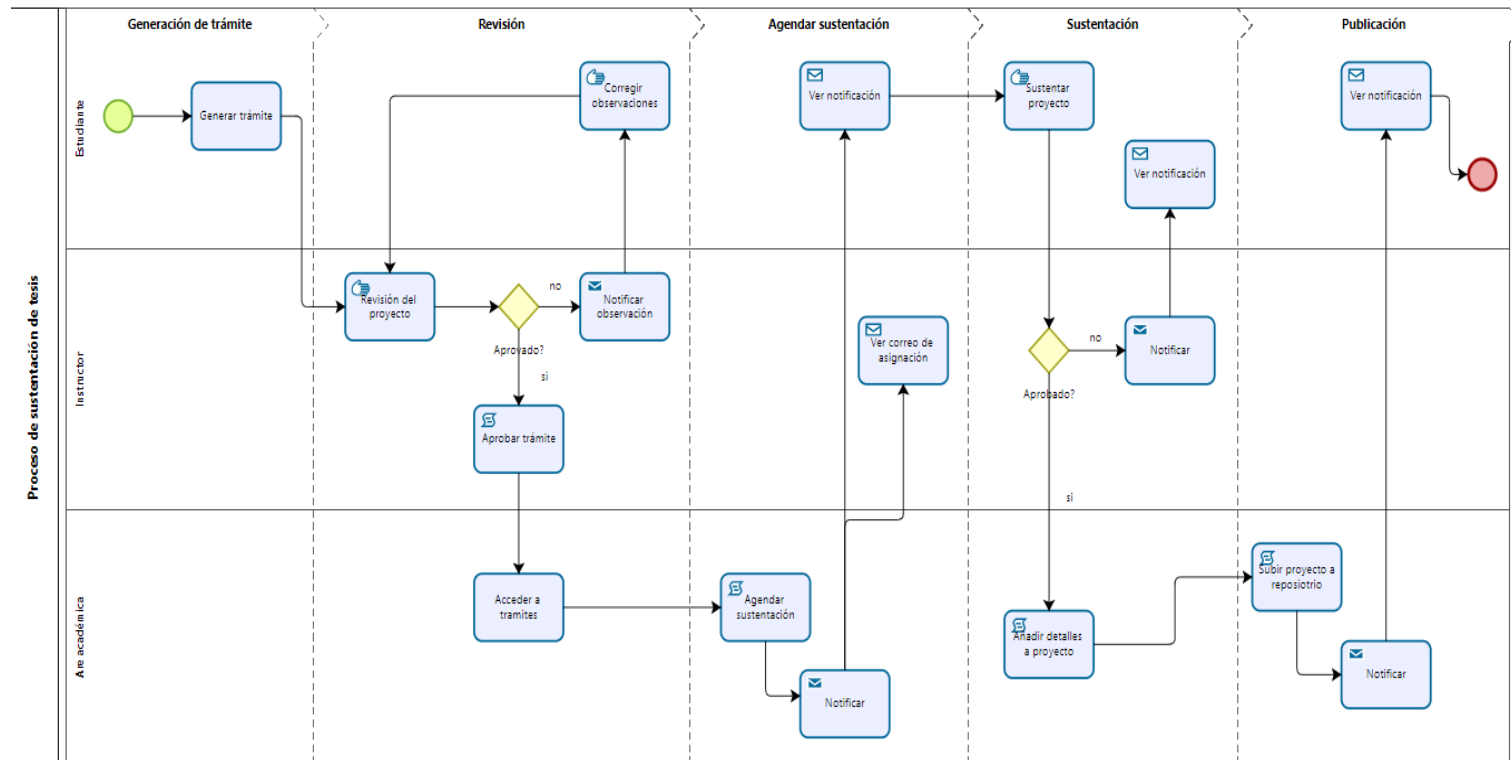 Generación de trámite
Revisión
Agendar sustentación
Sustentación
Publicación
Proceso de sustentación de tesis
Estudiante
Generar trámite
Corregir
observaciones
Ver notificación
Sustentar
proyecto
Ver notificación
Ver notificación
Instructor
Revisión del
proyecto
Aprovado?
no
si
Notificar
observación
Aprobar trámite
Ver correo de
asignación
Aprobado?
no
si
Notificar
Are académica
Acceder a
tramites
Agendar
sustentación
Notificar
Añadir detalles
a proyecto
Subir proyecto a
reposiotrio
Notificar